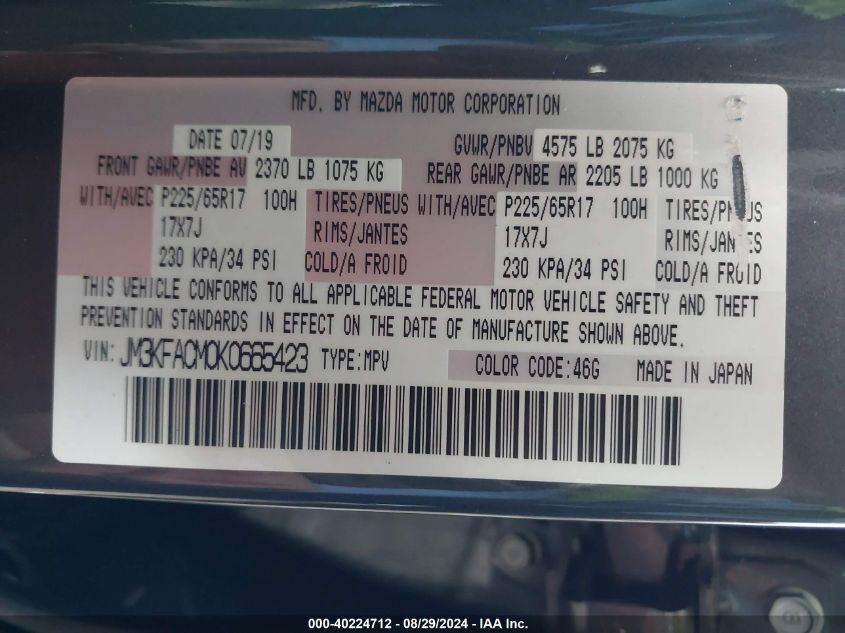 MFD. BY MAZDA MOTOR CORPORATION
DATE 07/19 GVWR/PNBV 4575 LB 2075 KG
FRONT GAWR/PNBE AV 2370 LB 1075 KG REAR GAWR/PNBE AR 2205 LB 1000 KG
WITH/AVEC P225/65R17 100H TIRES/PNEUS WITH/AVEC P225/65R17 100H TIRES/PNEUS
17X7J RIMS/JANTES 17X7J RIMS/JANTES
230 KPA/34 PSI COLD/A FROID 230 KPA/34 PSI COLD/A FROID
THIS VEHICLE CONFORMS TO ALL APPLICABLE FEDERAL MOTOR VEHICLE SAFETY AND THEFT
PREVENTION STANDARDS IN EFFECT ON THE DATE OF MANUFACTURE SHOWN ABOVE.
VIN: JM3KFACM0K0665423 TYPE:MPV COLOR CODE:46G MADE IN JAPAN
000-40224712 - 08/29/2024 - IAA Inc.